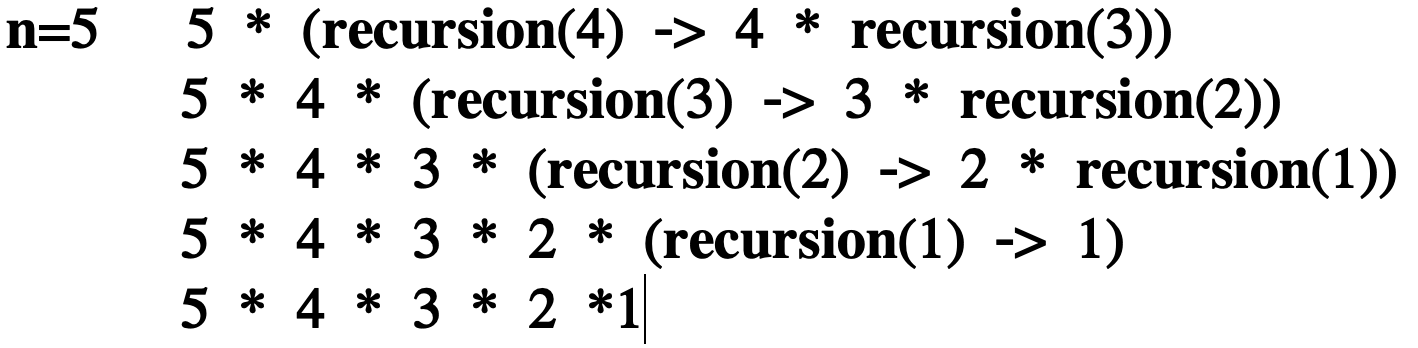 n=5 5 * (recursion(4) -> 4 * recursion(3))
5 * 4 * (recursion(3) -> 3 * recursion(2))
5 * 4 * 3 * (recursion(2) -> 2 * recursion(1))
5 * 4 * 3 * 2 * (recursion(1) -> 1)
5 * 4 * 3 * 2 *1